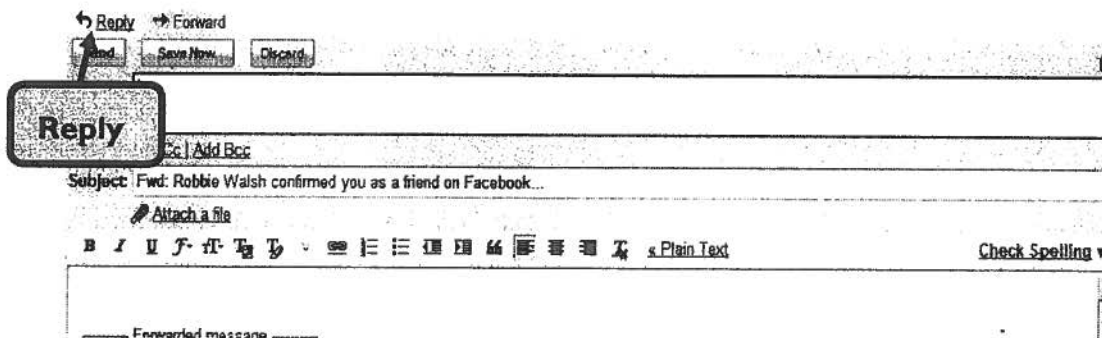 Reply Forward
Send Save Now Discard
Reply
Cc | Add Bcc
Subject: Fwd: Robbie Walsh confirmed you as a friend on Facebook...
Attach a file
B I U « Plain Text Check Spelling
Forwarded message